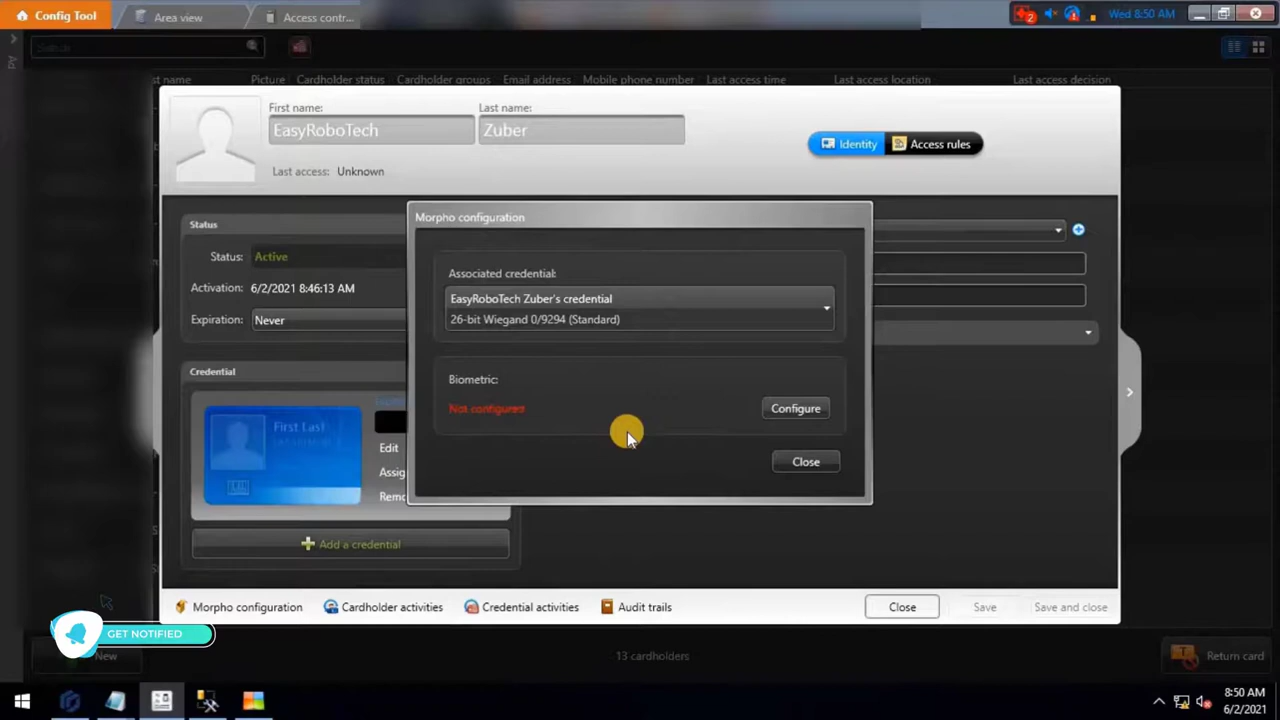 Config Tool
Area view
Access contr...
2
Wed 8:50 AM
Search
st name
Picture
Cardholder status
Cardholder groups
Email address
Mobile phone number
Last access time
Last access location
Last access decision
First name:
Last name:
EasyRoboTech
Zuber
Identity
Access rules
Last access: Unknown
Status
Morpho configuration
Status: Active
Activation: 6/2/2021 8:46:13 AM
Expiration: Never
Associated credential:
EasyRoboTech Zuber's credential
26-bit Wiegand 0/9294 (Standard)
Credential
Biometric:
Not configured
Configure
First Last
Edit
Assig
Remo
Close
Add a credential
Morpho configuration
Cardholder activities
Credential activities
Audit trails
Close
Save
Save and close
GET NOTIFIED
New
13 cardholders
Return card
8:50 AM
6/2/2021